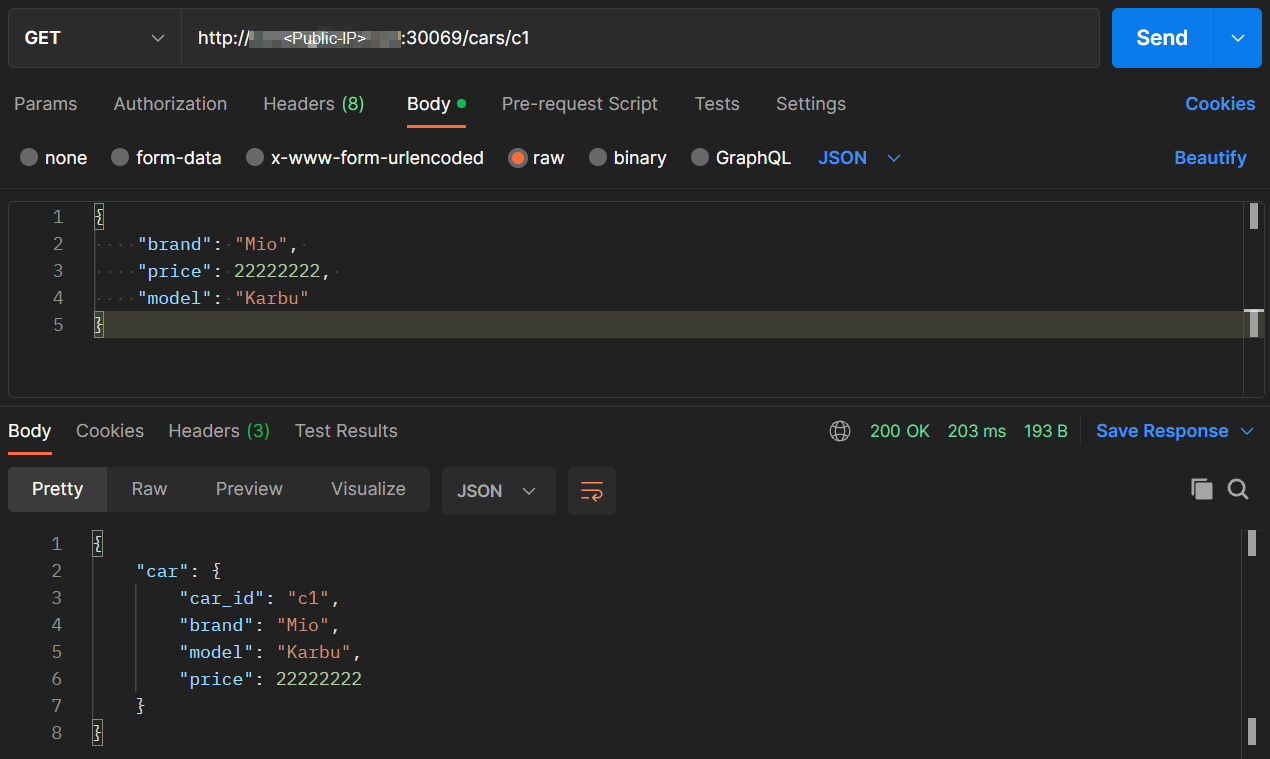 GET http://<Public-IP>:30069/cars/c1 Send
Params Authorization Headers (8) Body Pre-request Script Tests Settings Cookies
none form-data x-www-form-urlencoded raw binary GraphQL JSON Beautify
1 {
2 "brand": "Mio",
3 "price": 22222222,
4 "model": "Karbu"
5 }
Body Cookies Headers (3) Test Results 200 OK 203 ms 193 B Save Response
Pretty Raw Preview Visualize JSON
1 {
2 "car": {
3 "car_id": "c1",
4 "brand": "Mio",
5 "model": "Karbu",
6 "price": 22222222
7 }
8 }